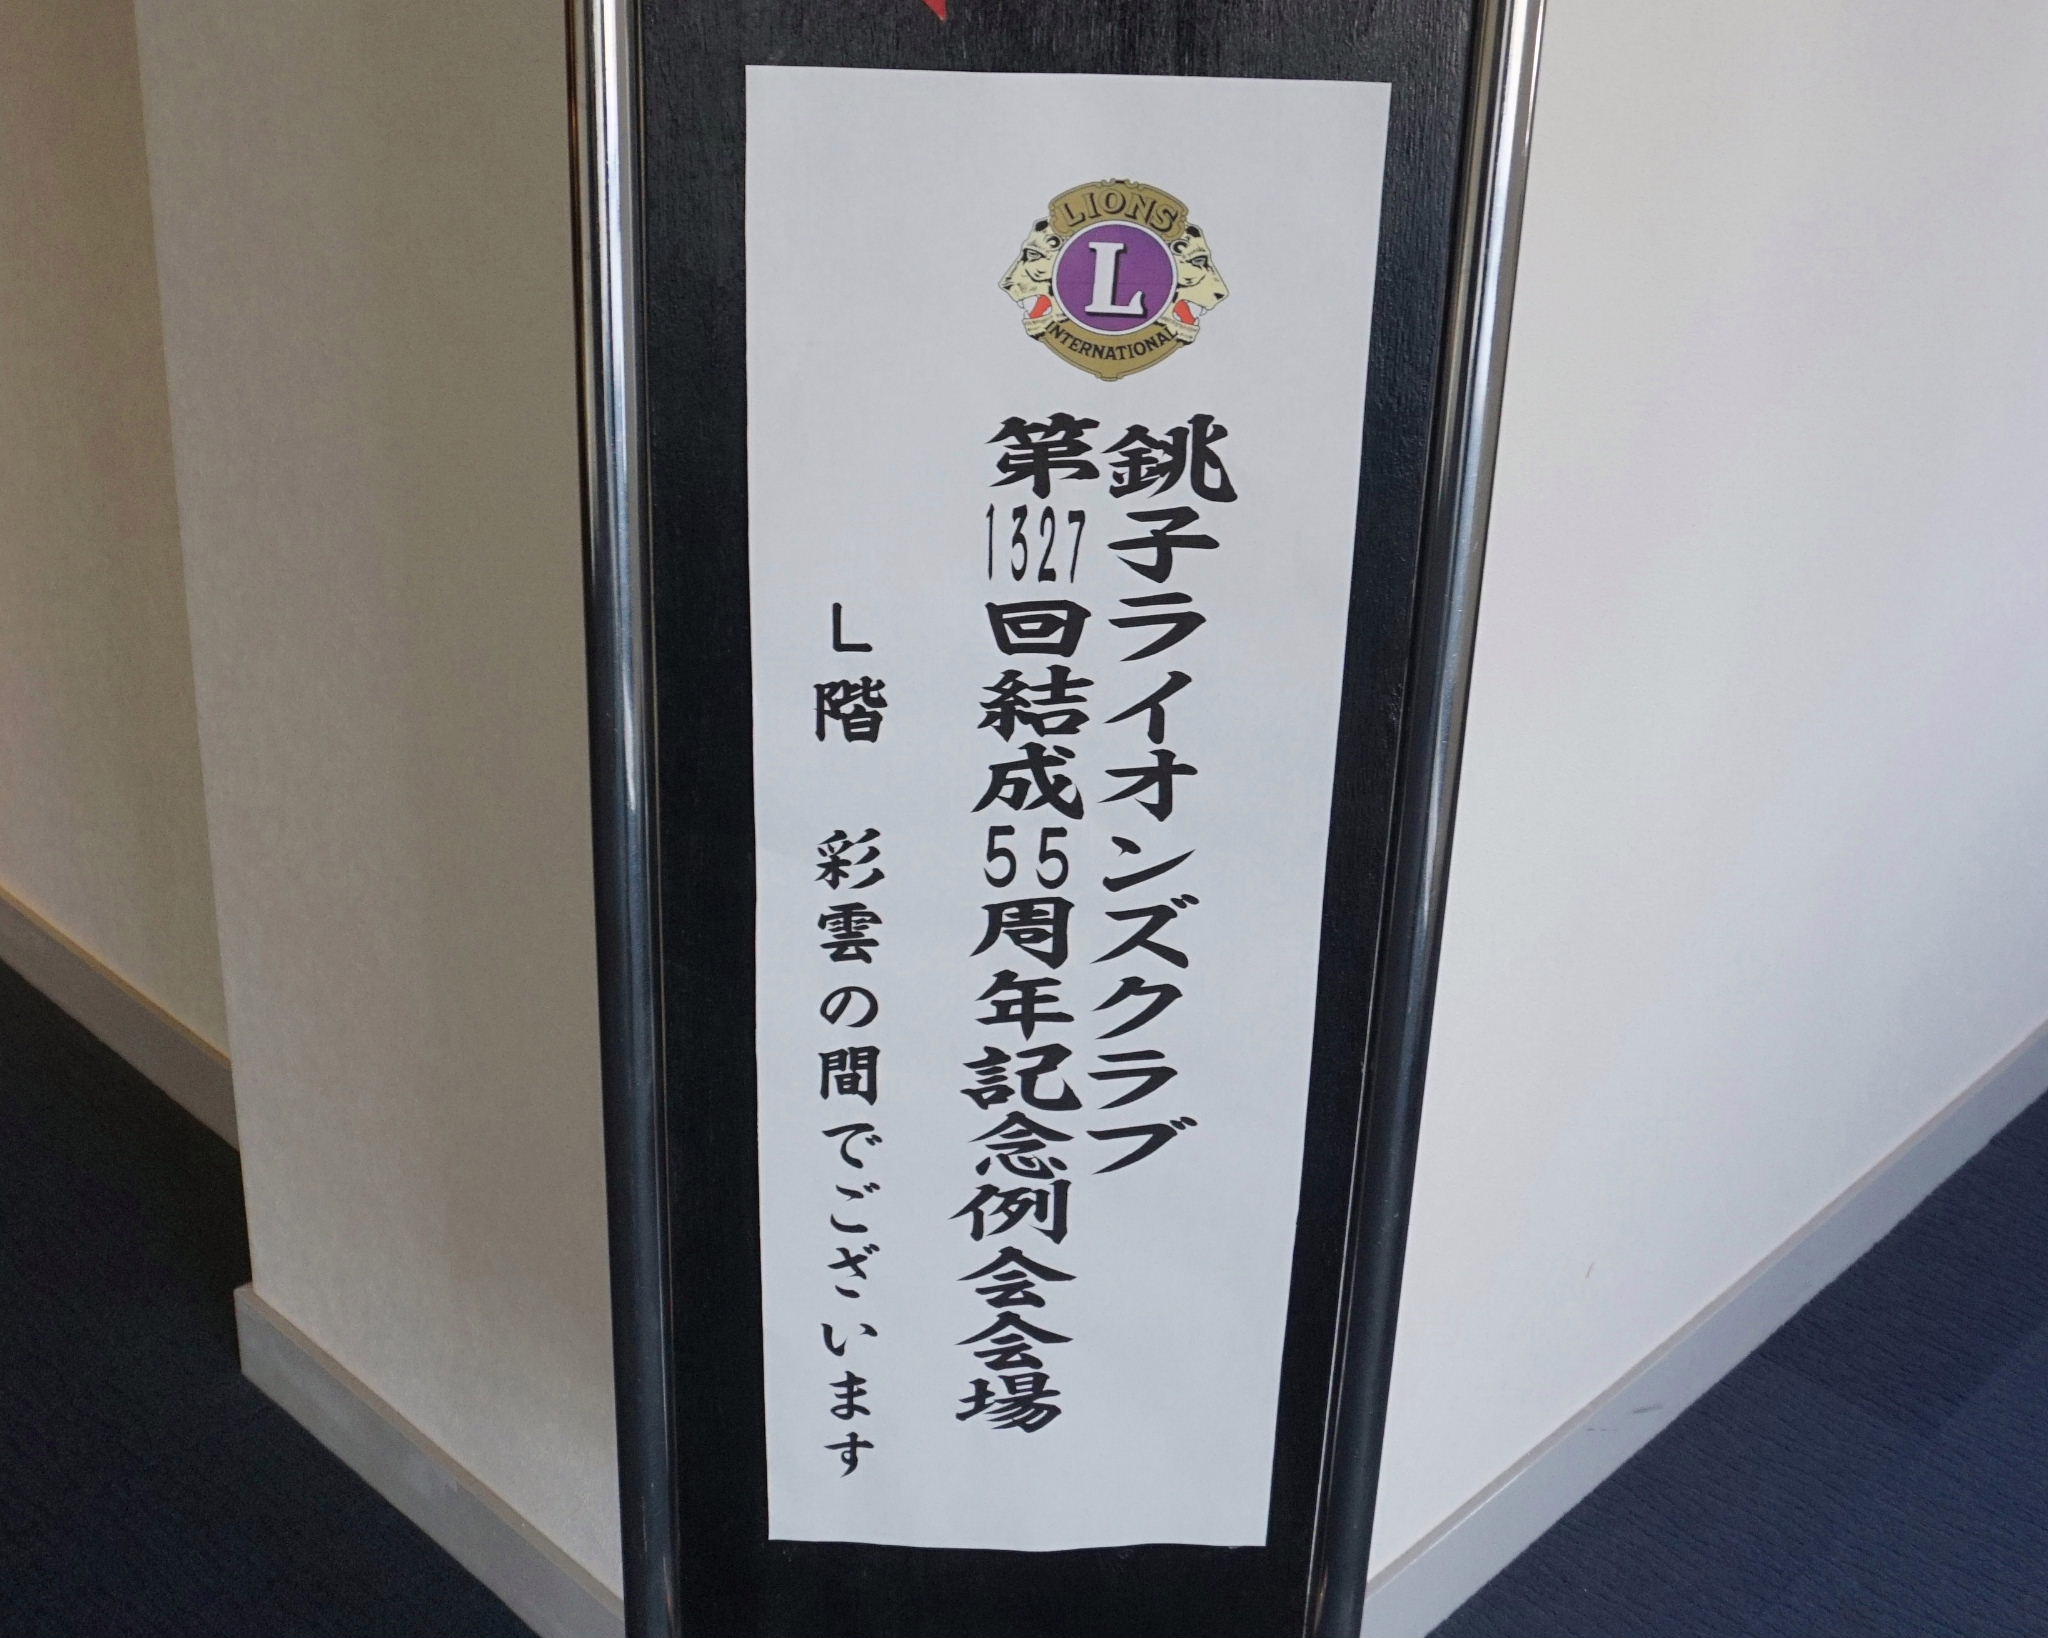 LIONS
L
INTERNATIONAL
銚子ライオンズクラブ
第1327回結成55周年記念例会会場
L階　彩雲の間でございます